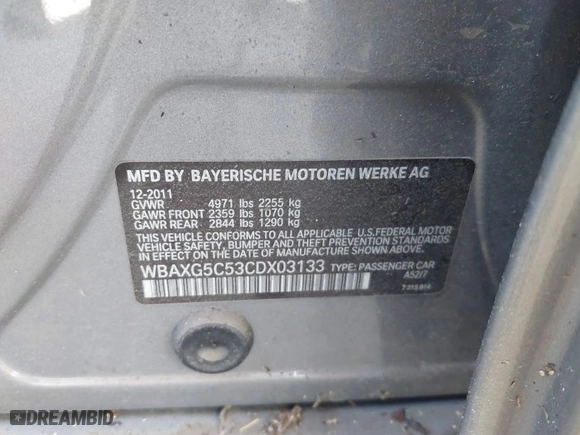 MFD BY BAYERISCHE MOTOREN WERKE AG
12-2011
GVWR 4971 lbs 2255 kg
GAWR FRONT 2359 lbs 1070 kg
GAWR REAR 2844 lbs 1290 kg
THIS VEHICLE CONFORMS TO ALL APPLICABLE U.S.FEDERAL MOTOR
VEHICLE SAFETY, BUMPER, AND THEFT PREVENTION STANDARDS
IN EFFECT ON THE DATE OF MANUFACTURE SHOWN ABOVE.
WBAXG5C53CDX03133 TYPE: PASSENGER CAR
A52/7
DREAMBID